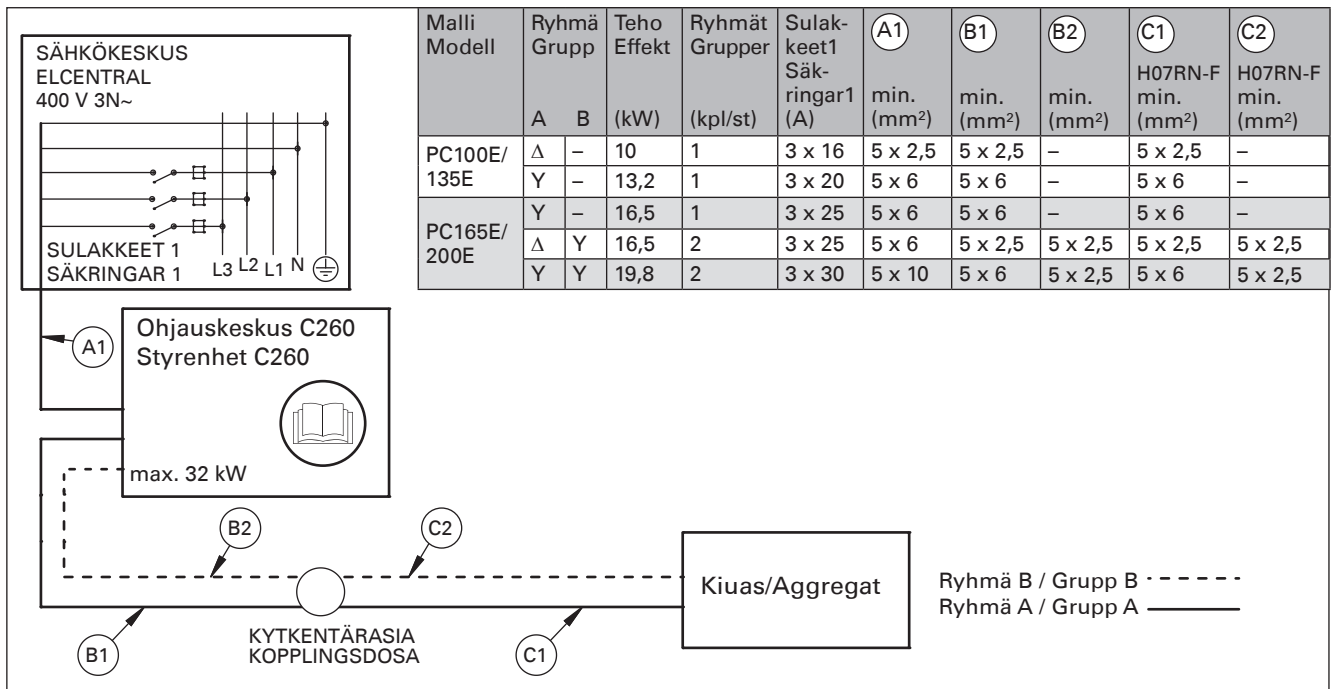 SÄHKÖKESKUS
ELCENTRAL
400 V 3N~
SULAKKEET 1
SÄKRINGAR 1
L3 L2 L1 N
Malli Modell | Ryhmä Grupp A B | Teho Effekt (kW) | Ryhmät Grupper (kpl/st) | Sulak-keet1 Säk-ringar1 (A) | A1 min. (mm²) | B1 min. (mm²) | B2 min. (mm²) | C1 H07RN-F min. (mm²) | C2 H07RN-F min. (mm²)
PC100E/135E | Δ | – | 10 | 1 | 3 x 16 | 5 x 2,5 | 5 x 2,5 | – | 5 x 2,5 | –
Y | – | 13,2 | 1 | 3 x 20 | 5 x 6 | 5 x 6 | – | 5 x 6 | –
PC165E/200E | Y | – | 16,5 | 1 | 3 x 25 | 5 x 6 | 5 x 6 | – | 5 x 6 | –
Δ | Y | 16,5 | 2 | 3 x 25 | 5 x 6 | 5 x 2,5 | 5 x 2,5 | 5 x 2,5 | 5 x 2,5
Y | Y | 19,8 | 2 | 3 x 30 | 5 x 10 | 5 x 6 | 5 x 2,5 | 5 x 6 | 5 x 2,5
A1
Ohjauskeskus C260
Styrenhet C260
max. 32 kW
B2
C2
Kiuas/Aggregat
Ryhmä B / Grupp B
Ryhmä A / Grupp A
B1
KYTKENTÄRASIA
KOPPLINGSDOSA
C1